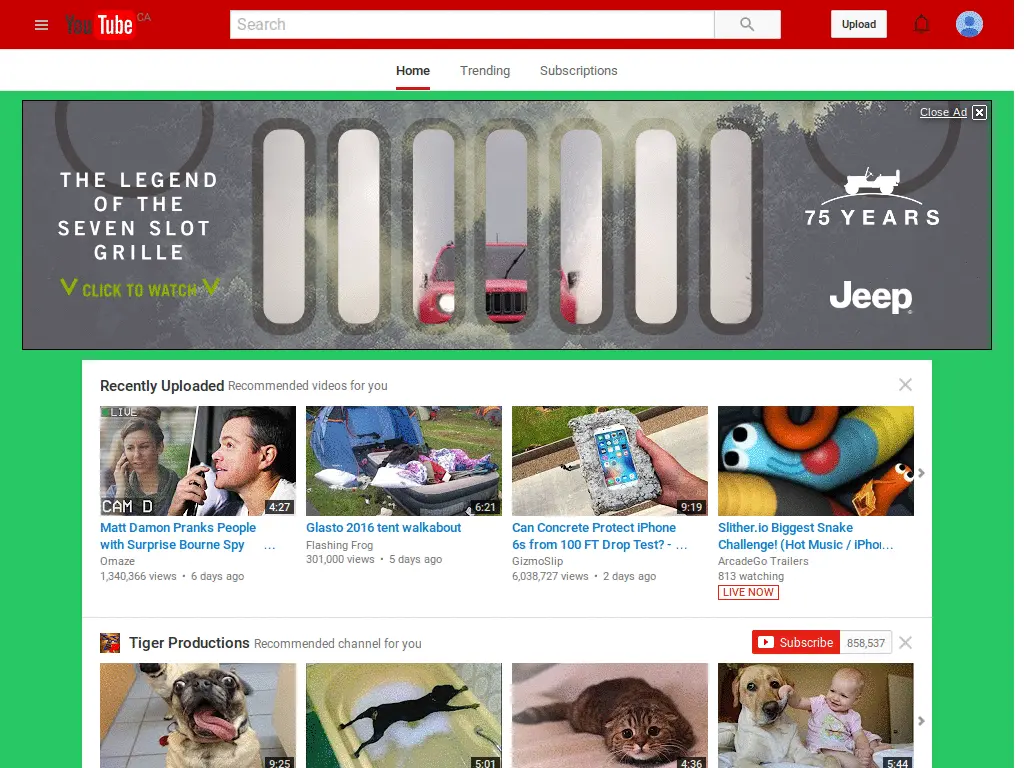 YouTube CA
Search
Upload
Home Trending Subscriptions
Close Ad
THE LEGEND
OF THE
SEVEN SLOT
GRILLE
CLICK TO WATCH
75 YEARS
Jeep
Recently Uploaded Recommended videos for you
LIVE
CAM D
4:27
6:21
9:19
Matt Damon Pranks People
with Surprise Bourne Spy ...
Omaze
1,340,366 views • 6 days ago
Glasto 2016 tent walkabout
Flashing Frog
301,000 views • 5 days ago
Can Concrete Protect iPhone
6s from 100 FT Drop Test? - ...
GizmoSlip
6,038,727 views • 2 days ago
Slither.io Biggest Snake
Challenge! (Hot Music / iPho...
ArcadeGo Trailers
813 watching
LIVE NOW
Tiger Productions Recommended channel for you
Subscribe 858,537
9:25
5:01
4:36
5:44